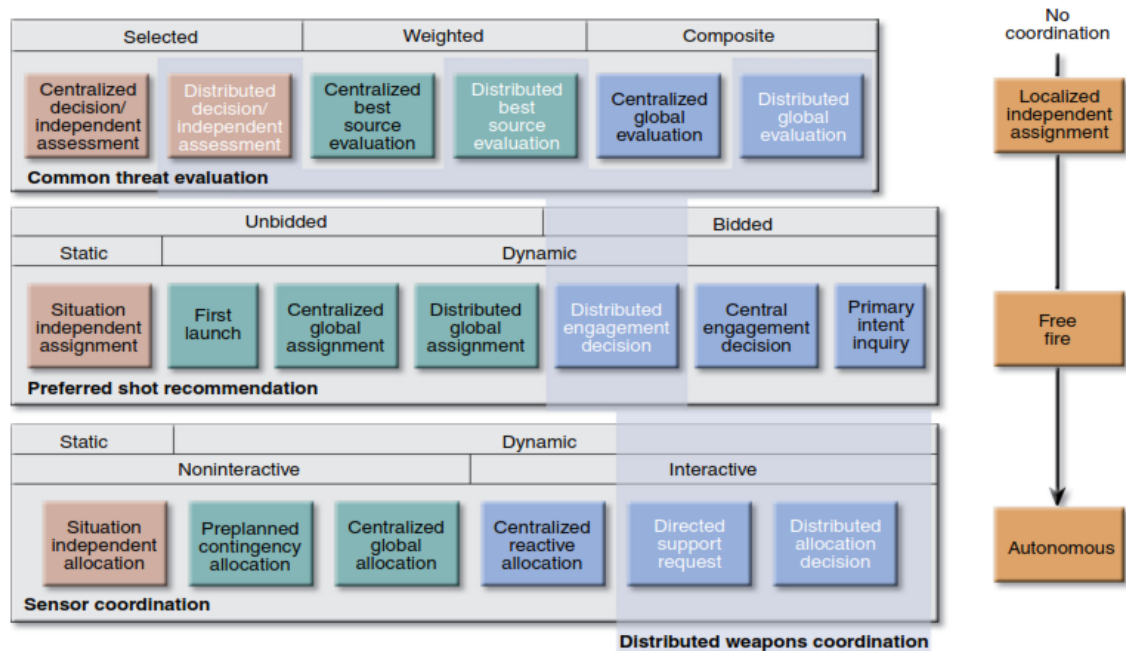 No
coordination
Selected
Weighted
Composite
Centralized
decision/
independent
assessment
Distributed
decision/
independent
assessment
Centralized
best
source
evaluation
Distributed
best
source
evaluation
Centralized
global
evaluation
Distributed
global
evaluation
Localized
independent
assignment
Common threat evaluation
Unbidded
Bidded
Static
Dynamic
Situation
independent
assignment
First
launch
Centralized
global
assignment
Distributed
global
assignment
Distributed
engagement
decision
Central
engagement
decision
Primary
intent
inquiry
Free
fire
Preferred shot recommendation
Static
Dynamic
Noninteractive
Interactive
Situation
independent
allocation
Preplanned
contingency
allocation
Centralized
global
allocation
Centralized
reactive
allocation
Directed
support
request
Distributed
allocation
decision
Autonomous
Sensor coordination
Distributed weapons coordination